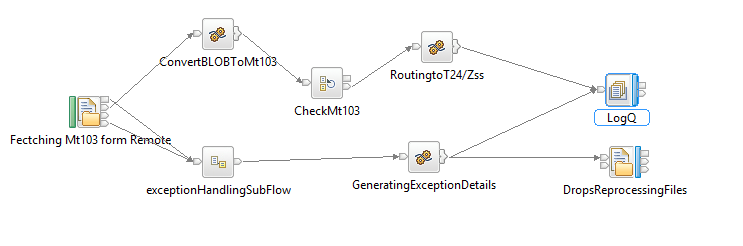 ConvertBLOBToMt103
RoutingtoT24/Zss
CheckMt103
LogQ
Fectching Mt103 form Remote
exceptionHandlingSubFlow
GeneratingExceptionDetails
DropsReprocessingFiles